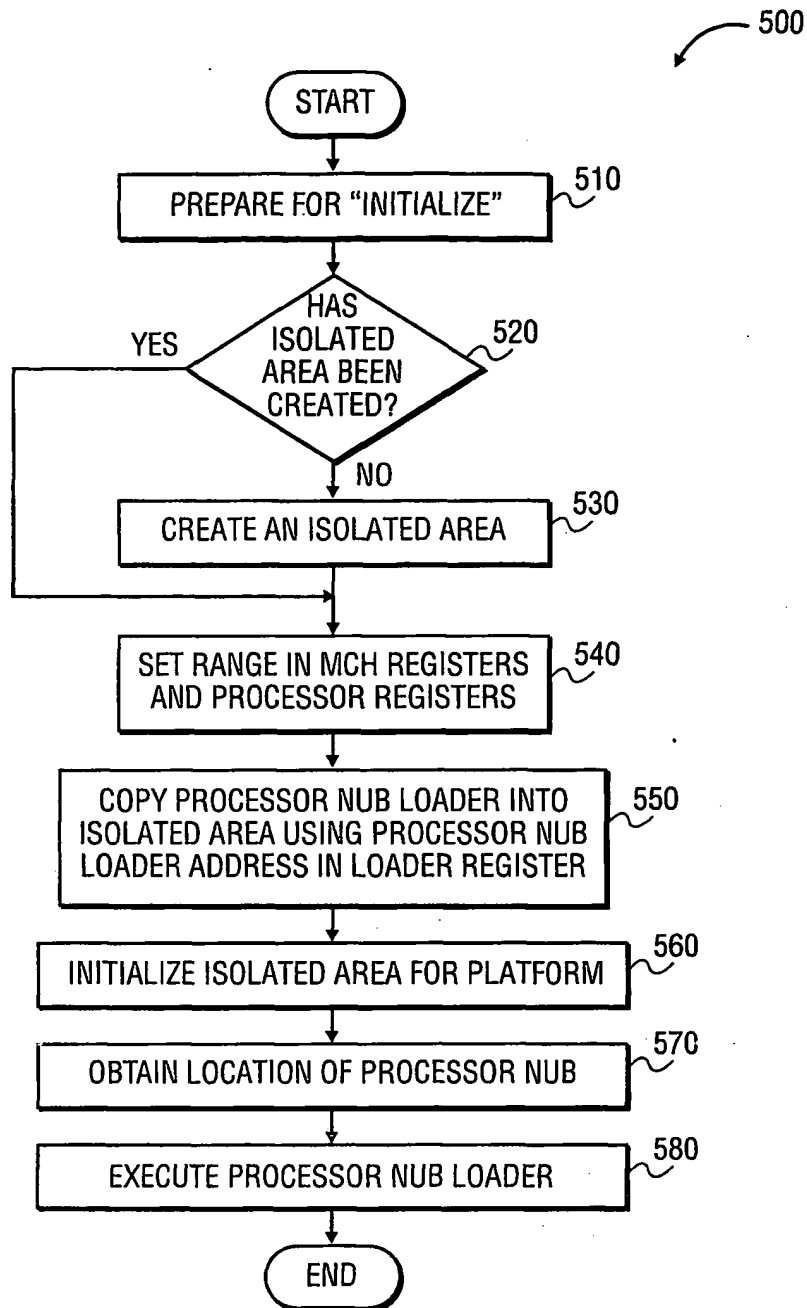 500
START
PREPARE FOR “INITIALIZE”
510
HAS
ISOLATED
AREA BEEN
CREATED?
520
YES
NO
CREATE AN ISOLATED AREA
530
SET RANGE IN MCH REGISTERS
AND PROCESSOR REGISTERS
540
COPY PROCESSOR NUB LOADER INTO
ISOLATED AREA USING PROCESSOR NUB
LOADER ADDRESS IN LOADER REGISTER
550
INITIALIZE ISOLATED AREA FOR PLATFORM
560
OBTAIN LOCATION OF PROCESSOR NUB
570
EXECUTE PROCESSOR NUB LOADER
580
END